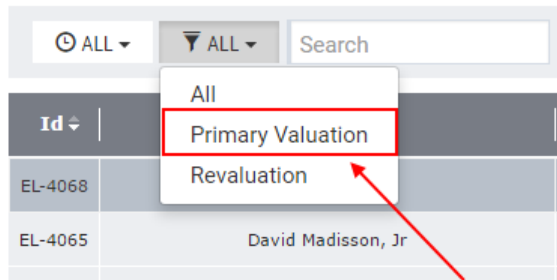 ALL ALL Search
All
Primary Valuation
Revaluation
Id
EL-4068
EL-4065 David Madisson, Jr